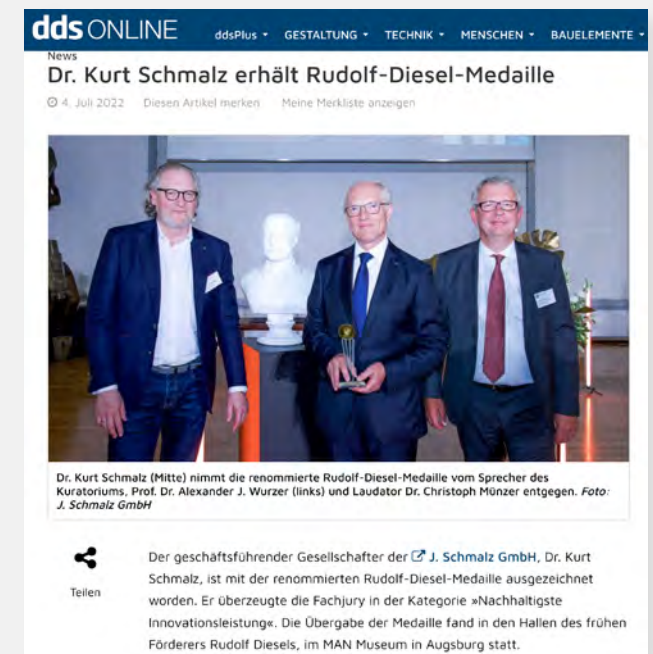 dds ONLINE ddsPlus GESTALTUNG TECHNIK MENSCHEN BAUELEMENTE
News
Dr. Kurt Schmalz erhält Rudolf-Diesel-Medaille
4. Juli 2022 Diesen Artikel merken Meine Merkliste anzeigen
Dr. Kurt Schmalz (Mitte) nimmt die renommierte Rudolf-Diesel-Medaille vom Sprecher des
Kuratoriums, Prof. Dr. Alexander J. Wurzer (links) und Laudator Dr. Christoph Münzer entgegen. Foto:
J. Schmalz GmbH
Teilen
Der geschäftsführender Gesellschafter der J. Schmalz GmbH, Dr. Kurt
Schmalz, ist mit der renommierten Rudolf-Diesel-Medaille ausgezeichnet
worden. Er überzeugte die Fachjury in der Kategorie »Nachhaltigste
Innovationsleistung«. Die Übergabe der Medaille fand in den Hallen des frühen
Förderers Rudolf Diesels, im MAN Museum in Augsburg statt.